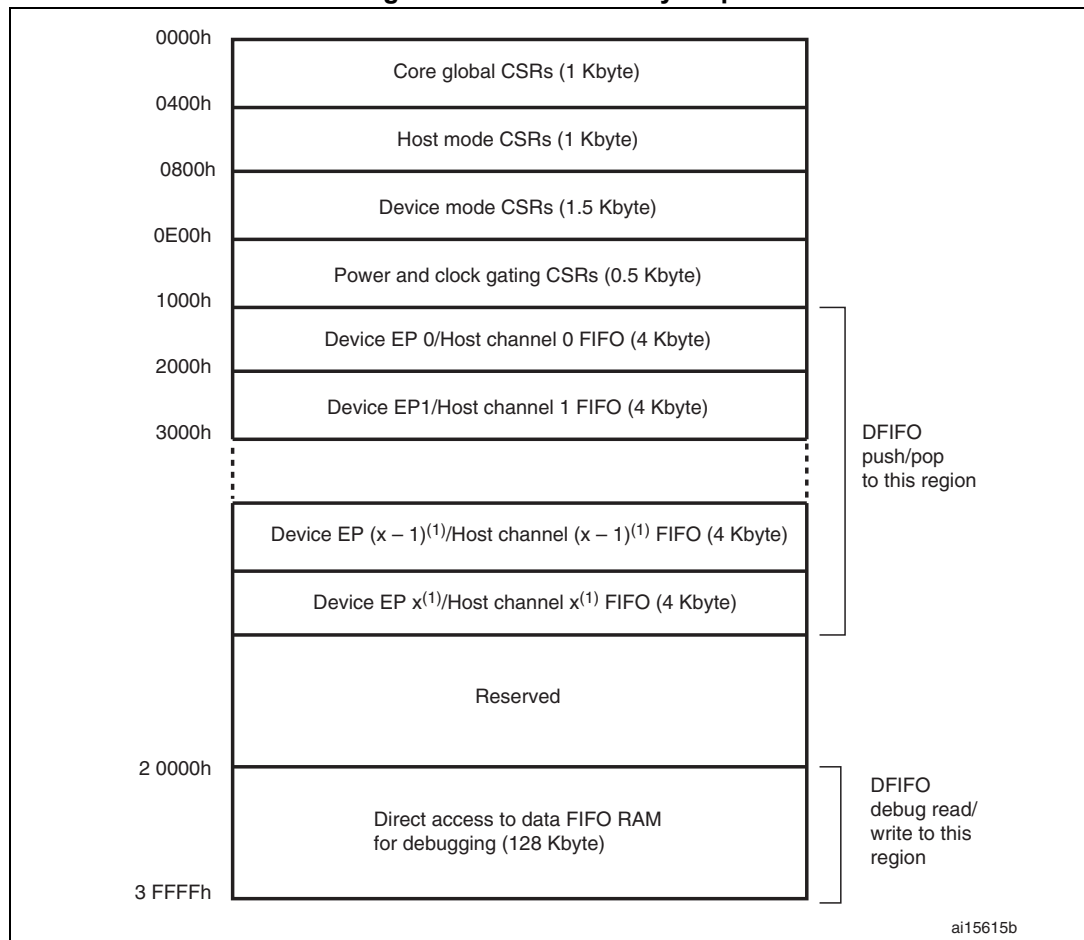 0000h
Core global CSRs (1 Kbyte)
0400h
Host mode CSRs (1 Kbyte)
0800h
Device mode CSRs (1.5 Kbyte)
0E00h
Power and clock gating CSRs (0.5 Kbyte)
1000h
Device EP 0/Host channel 0 FIFO (4 Kbyte)
2000h
Device EP1/Host channel 1 FIFO (4 Kbyte)
3000h
DFIFO
push/pop
to this region
Device EP (x – 1)(1)/Host channel (x – 1)(1) FIFO (4 Kbyte)
Device EP x(1)/Host channel x(1) FIFO (4 Kbyte)
Reserved
2 0000h
Direct access to data FIFO RAM
for debugging (128 Kbyte)
DFIFO
debug read/
write to this
region
3 FFFFh
ai15615b